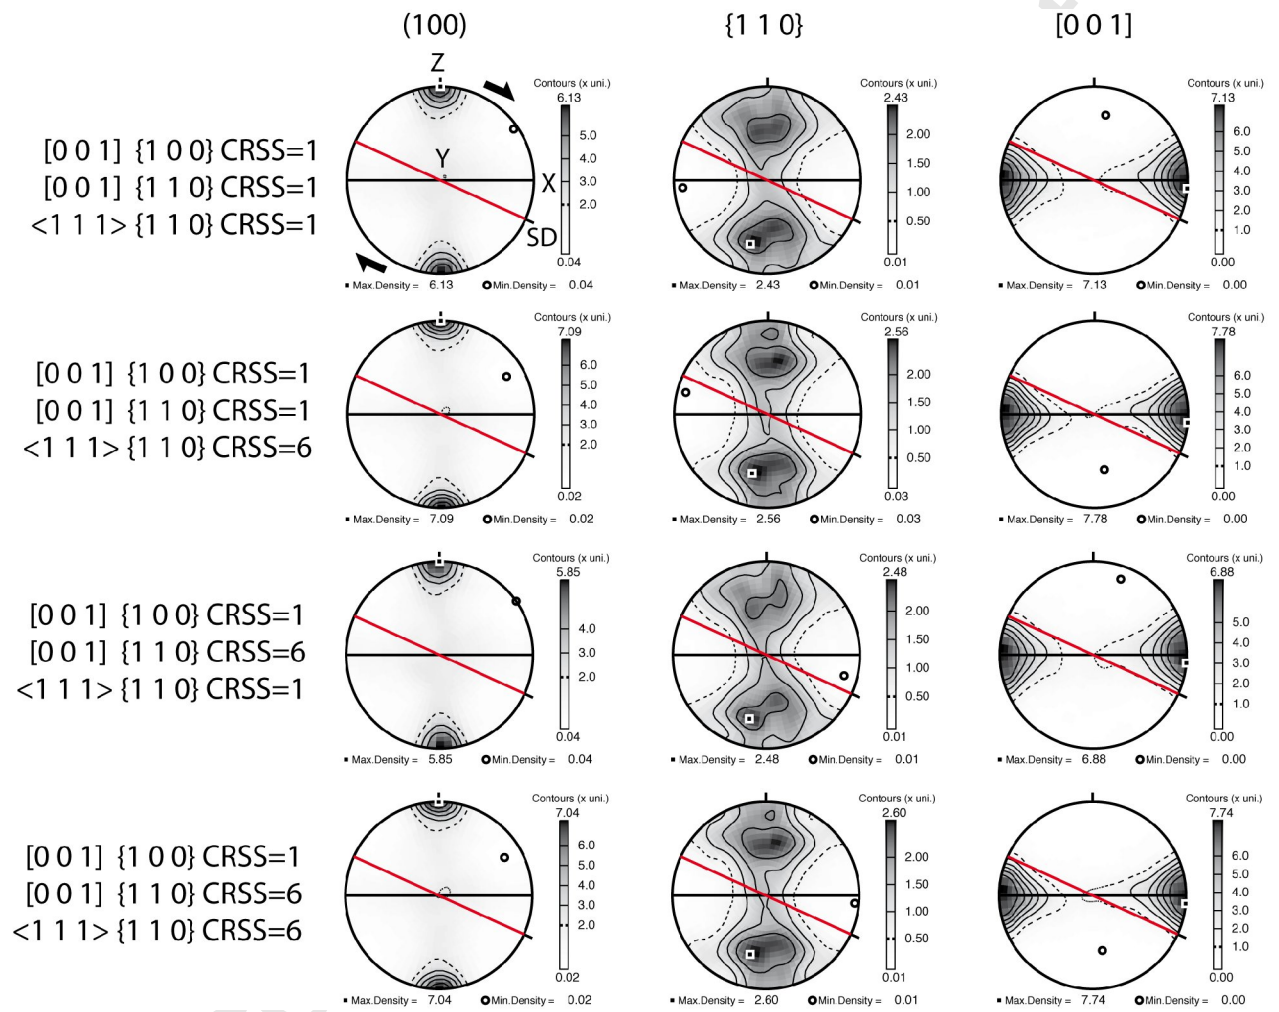 (100)
{1 1 0}
[0 0 1]
Z
Y
X
SD
[0 0 1] {1 0 0} CRSS=1
[0 0 1] {1 1 0} CRSS=1
<1 1 1> {1 1 0} CRSS=1
Contours (x uni.)
6.13
5.0
4.0
3.0
2.0
0.04
Max.Density = 6.13 Min.Density = 0.04
Contours (x uni.)
2.43
2.00
1.50
1.00
0.50
0.01
Max.Density = 2.43 Min.Density = 0.01
Contours (x uni.)
7.13
6.0
5.0
4.0
3.0
2.0
1.0
0.00
Max.Density = 7.13 Min.Density = 0.00
[0 0 1] {1 0 0} CRSS=1
[0 0 1] {1 1 0} CRSS=1
<1 1 1> {1 1 0} CRSS=6
Contours (x uni.)
7.09
6.0
5.0
4.0
3.0
2.0
0.02
Max.Density = 7.09 Min.Density = 0.02
Contours (x uni.)
2.56
2.00
1.50
1.00
0.50
0.03
Max.Density = 2.56 Min.Density = 0.03
Contours (x uni.)
7.78
6.0
5.0
4.0
3.0
2.0
1.0
0.00
Max.Density = 7.78 Min.Density = 0.00
[0 0 1] {1 0 0} CRSS=1
[0 0 1] {1 1 0} CRSS=6
<1 1 1> {1 1 0} CRSS=1
Contours (x uni.)
5.85
4.0
3.0
2.0
0.04
Max.Density = 5.85 Min.Density = 0.04
Contours (x uni.)
2.48
2.00
1.50
1.00
0.50
0.01
Max.Density = 2.48 Min.Density = 0.01
Contours (x uni.)
6.88
5.0
4.0
3.0
2.0
1.0
0.00
Max.Density = 6.88 Min.Density = 0.00
[0 0 1] {1 0 0} CRSS=1
[0 0 1] {1 1 0} CRSS=6
<1 1 1> {1 1 0} CRSS=6
Contours (x uni.)
7.04
6.0
5.0
4.0
3.0
2.0
0.02
Max.Density = 7.04 Min.Density = 0.02
Contours (x uni.)
2.60
2.00
1.50
1.00
0.50
0.01
Max.Density = 2.60 Min.Density = 0.01
Contours (x uni.)
7.74
6.0
5.0
4.0
3.0
2.0
1.0
0.00
Max.Density = 7.74 Min.Density = 0.00